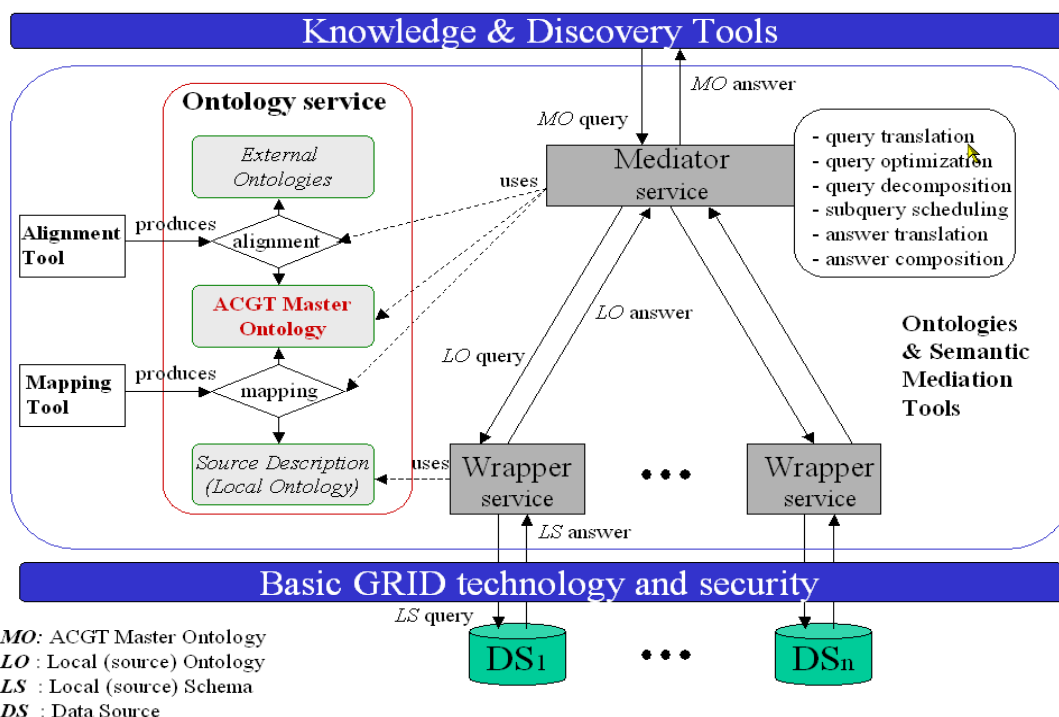 Knowledge & Discovery Tools
MO answer
Ontology service
MO query
External
Ontologies
Mediator
service
- query translation
- query optimization
- query decomposition
- subquery scheduling
- answer translation
- answer composition
uses
produces
Alignment
Tool
alignment
ACGT Master
Ontology
LO answer
Ontologies
& Semantic
Mediation
Tools
LO query
produces
Mapping
Tool
mapping
Source Description
(Local Ontology)
uses
Wrapper
service
•••
Wrapper
service
LS answer
Basic GRID technology and security
LS query
DS1
•••
DSn
MO: ACGT Master Ontology
LO : Local (source) Ontology
LS : Local (source) Schema
DS : Data Source